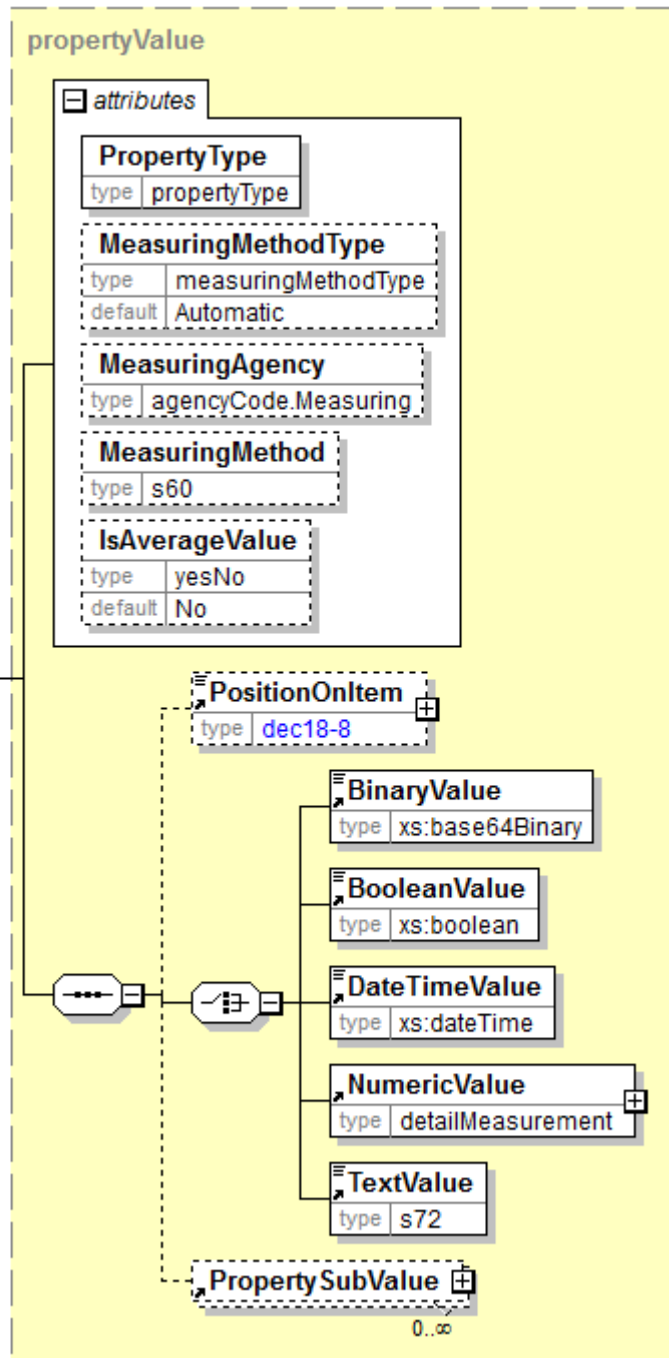 propertyValue
attributes
PropertyType
type propertyType
MeasuringMethodType
type measuringMethodType
default Automatic
MeasuringAgency
type agencyCode.Measuring
MeasuringMethod
type s60
IsAverageValue
type yesNo
default No
PositionOnItem
type dec18-8
BinaryValue
type xs:base64Binary
BooleanValue
type xs:boolean
DateTimeValue
type xs:dateTime
NumericValue
type detailMeasurement
TextValue
type s72
PropertySubValue
0..∞